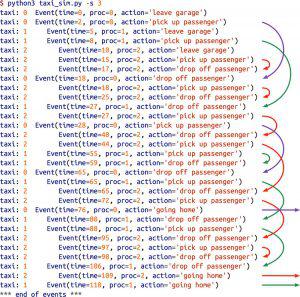 $ python3 taxi_sim.py -s 3
taxi: 0 Event(time=0, proc=0, action='leave garage')
taxi: 0 Event(time=2, proc=0, action='pick up passenger')
taxi: 1 Event(time=5, proc=1, action='leave garage')
taxi: 1 Event(time=8, proc=1, action='pick up passenger')
taxi: 2 Event(time=10, proc=2, action='leave garage')
taxi: 2 Event(time=15, proc=2, action='pick up passenger')
taxi: 2 Event(time=17, proc=2, action='drop off passenger')
taxi: 0 Event(time=18, proc=0, action='drop off passenger')
taxi: 2 Event(time=18, proc=2, action='pick up passenger')
taxi: 2 Event(time=25, proc=2, action='drop off passenger')
taxi: 1 Event(time=27, proc=1, action='drop off passenger')
taxi: 2 Event(time=27, proc=2, action='pick up passenger')
taxi: 0 Event(time=28, proc=0, action='pick up passenger')
taxi: 2 Event(time=40, proc=2, action='drop off passenger')
taxi: 2 Event(time=44, proc=2, action='pick up passenger')
taxi: 1 Event(time=55, proc=1, action='pick up passenger')
taxi: 1 Event(time=59, proc=1, action='drop off passenger')
taxi: 0 Event(time=65, proc=0, action='drop off passenger')
taxi: 1 Event(time=65, proc=1, action='pick up passenger')
taxi: 2 Event(time=65, proc=2, action='drop off passenger')
taxi: 2 Event(time=72, proc=2, action='pick up passenger')
taxi: 0 Event(time=76, proc=0, action='going home')
taxi: 1 Event(time=80, proc=1, action='drop off passenger')
taxi: 1 Event(time=88, proc=1, action='pick up passenger')
taxi: 2 Event(time=95, proc=2, action='drop off passenger')
taxi: 2 Event(time=97, proc=2, action='pick up passenger')
taxi: 2 Event(time=98, proc=2, action='drop off passenger')
taxi: 1 Event(time=106, proc=1, action='drop off passenger')
taxi: 2 Event(time=109, proc=2, action='going home')
taxi: 1 Event(time=110, proc=1, action='going home')
*** end of events ***